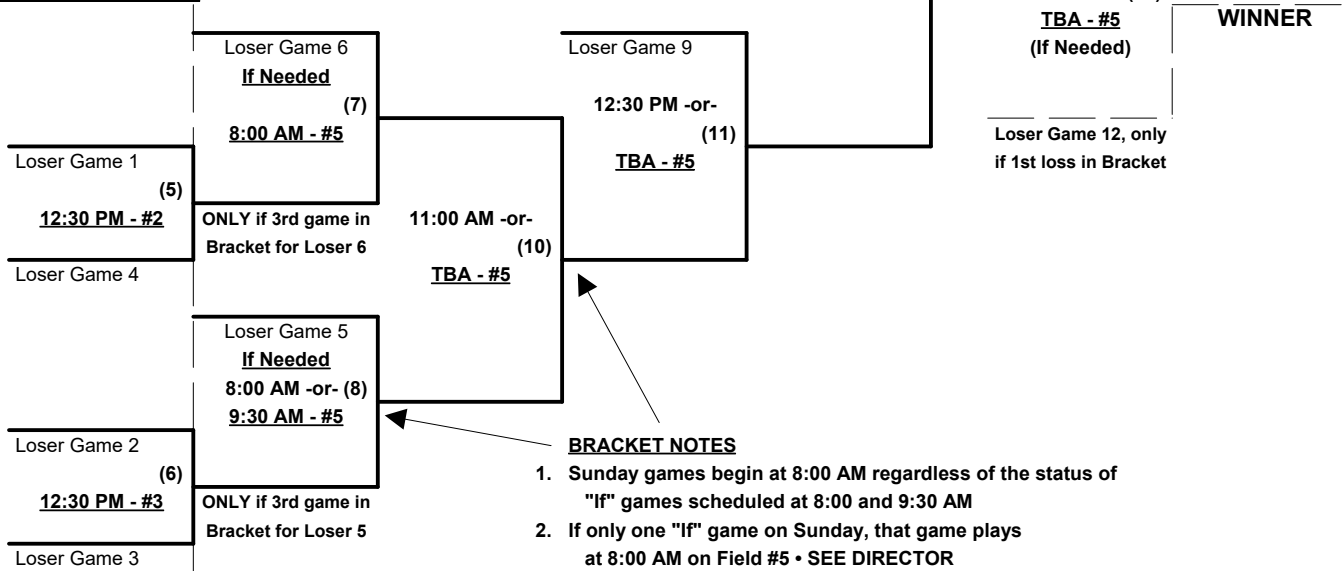 TBA - #5
WINNER
(If Needed)
Loser Game 6
If Needed
(7)
8:00 AM - #5
Loser Game 9
12:30 PM -or-
(11)
TBA - #5
Loser Game 12, only
if 1st loss in Bracket
Loser Game 1
(5)
12:30 PM - #2
Loser Game 4
ONLY if 3rd game in
Bracket for Loser 6
11:00 AM -or-
(10)
TBA - #5
Loser Game 5
If Needed
8:00 AM -or- (8)
9:30 AM - #5
Loser Game 2
(6)
12:30 PM - #3
Loser Game 3
ONLY if 3rd game in
Bracket for Loser 5
BRACKET NOTES
1. Sunday games begin at 8:00 AM regardless of the status of
"If" games scheduled at 8:00 and 9:30 AM
2. If only one "If" game on Sunday, that game plays
at 8:00 AM on Field #5 • SEE DIRECTOR